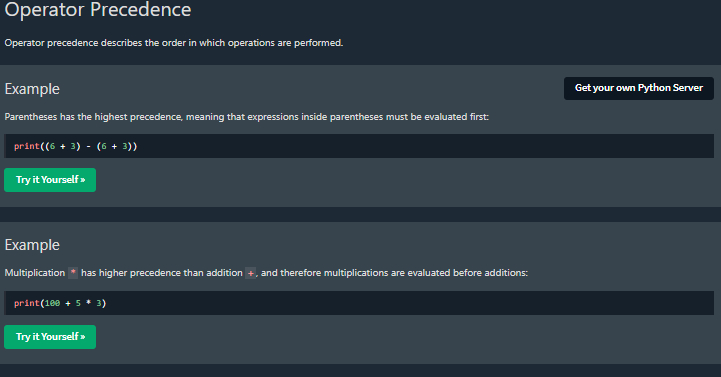 Operator Precedence
Operator precedence describes the order in which operations are performed.
Example
Get your own Python Server
Parentheses has the highest precedence, meaning that expressions inside parentheses must be evaluated first:
print((6 + 3) - (6 + 3))
Try it Yourself »
Example
Multiplication * has higher precedence than addition +, and therefore multiplications are evaluated before additions:
print(100 + 5 * 3)
Try it Yourself »